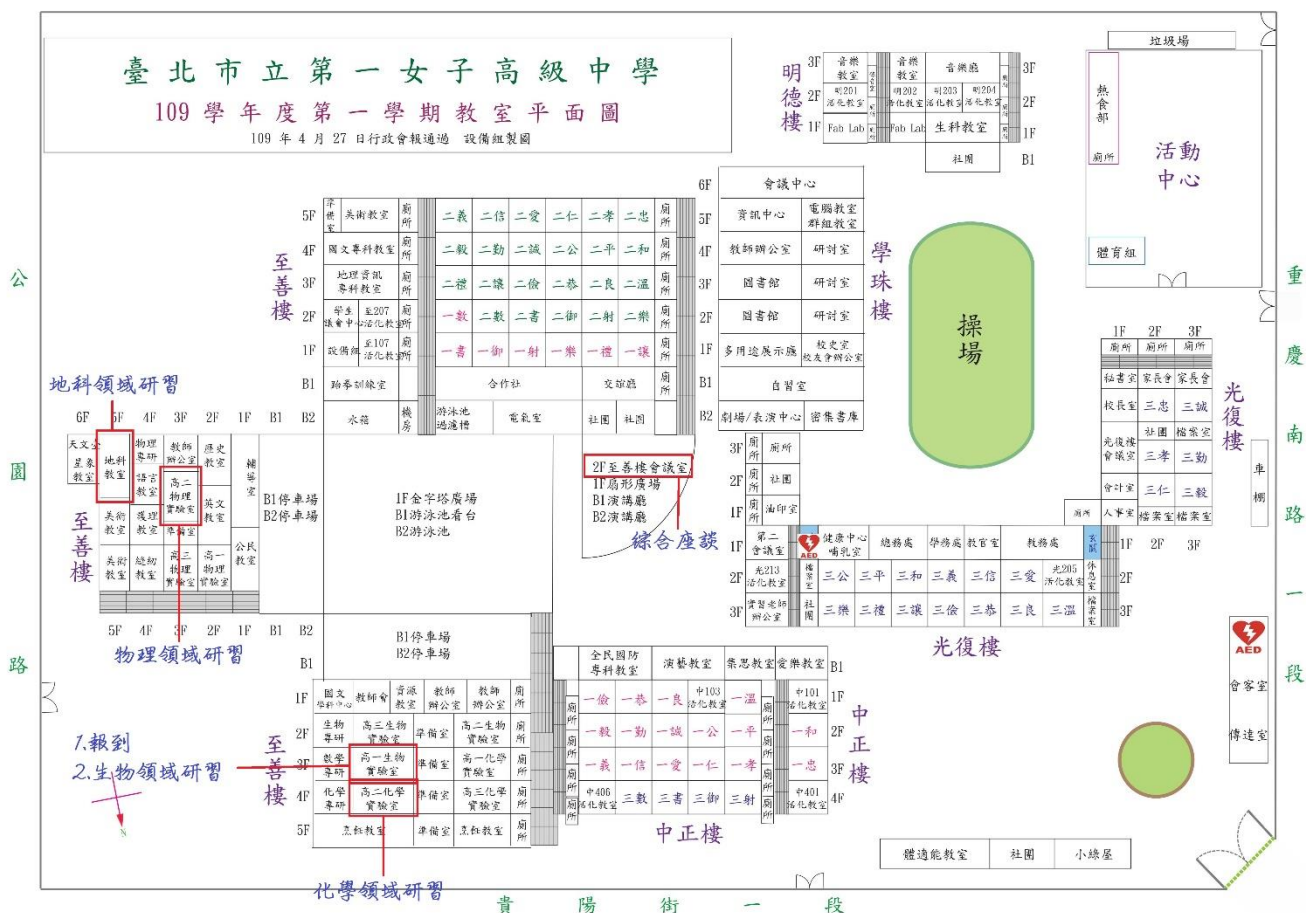 臺北市立第一女子高級中學
109 學年度第一學期教室平面圖
109 年 4 月 27 日行政會報通過 設備組製圖
垃圾場
熱食部
廁所
活動中心
體育組
明德樓
3F 音樂教室 音樂教室 音樂廳 3F
2F 明201活化教室 明202活化教室 明203活化教室 明204活化教室 2F
1F Fab Lab 廁所 Fab Lab 生科教室 1F
社團 B1
至善樓
5F 美術教室 廁所 二義 二信 二愛 二仁 二孝 二忠 廁所
4F 國文專科教室 廁所 二毅 二勤 二誠 二公 二平 二和 廁所
3F 地理資訊專科教室 廁所 二禮 二讓 二儉 二恭 二良 二溫 廁所
2F 學生議會中心 至207活化教室 廁所 一數 二數 二書 二御 二射 二樂 廁所
1F 設備組 至107活化教室 廁所 一書 一御 一射 一樂 一禮 一讓 廁所
B1 跆拳訓練室 合作社 交誼廳 廁所
B2 水箱 機房 游泳池過濾槽 電氣室 社團 社團
學珠樓
6F 會議中心
5F 資訊中心 電腦教室群組教室
4F 教師辦公室 研討室
3F 圖書館 研討室
2F 圖書館 研討室
1F 多用途展示廳 校史室校友會辦公室
B1 自習室
B2 劇場/表演中心 密集書庫
操場
光復樓
1F 2F 3F
廁所 廁所 廁所
秘書室 家長會 家長會
校長室 三忠 三誠
光復樓會議室 社團 檔案室
三孝 三勤
會計室 三仁 三毅
廁所 人事室 檔案室 檔案室
1F 2F 3F
車棚
地科領域研習
6F 5F 4F 3F 2F 1F B1 B2
至善樓
星象教室
地科教室
物理專研
語言教室
教師辦公室
高二物理實驗室
準備室
歷史教室
英文教室
輔導室
美術教室
護理教室
公民教室
美術教室
縫紉教室
高三物理實驗室
高一物理實驗室
5F 4F 3F 2F 1F B1 B2
物理領域研習
B1停車場
B2停車場
1F金字塔廣場
B1游泳池看台
B2游泳池
2F至善樓會議室
1F扇形廣場
B1演講廳
B2演講廳
綜合座談
3F 廁所 廁所
2F 廁所 社團
1F 廁所 油印室
1F 第二會議室 AED 健康中心哺乳室 總務處 學務處 教官室 教務處 玄關 1F
2F 光213活化教室 檔案室 三公 三平 三和 三義 三信 三愛 光205活化教室 休息室 2F
3F 實習老師辦公室 社團 三樂 三禮 三讓 三儉 三恭 三良 三溫 檔案室 3F
光復樓
B1停車場
B2停車場
B1
至善樓
1F 國文學科中心 教師會 資源教室 教師辦公室 教師辦公室 廁所
2F 生物專研 高三生物實驗室 準備室 高二生物實驗室 廁所
3F 數學專研 高一生物實驗室 準備室 高一化學實驗室 廁所
4F 化學專研 高二化學實驗室 準備室 高三化學實驗室 廁所
5F 烹飪教室 準備室 烹飪教室 廁所
1.報到
2.生物領域研習
N
化學領域研習
中正樓
全民國防專科教室 演藝教室 樂思教室 愛樂教室 B1
廁所 一儉 一恭 一良 中103活化教室 一溫 中101活化教室 1F
廁所 一毅 一勤 一誠 一公 一平 一和 2F
廁所 一義 一信 一愛 一仁 一孝 一忠 3F
廁所 中406活化教室 三數 三書 三御 三射 中401活化教室 4F
中正樓
體適能教室 社團 小綠屋
AED
會客室
傳達室
公園路
重慶南路一段
貴陽街一段